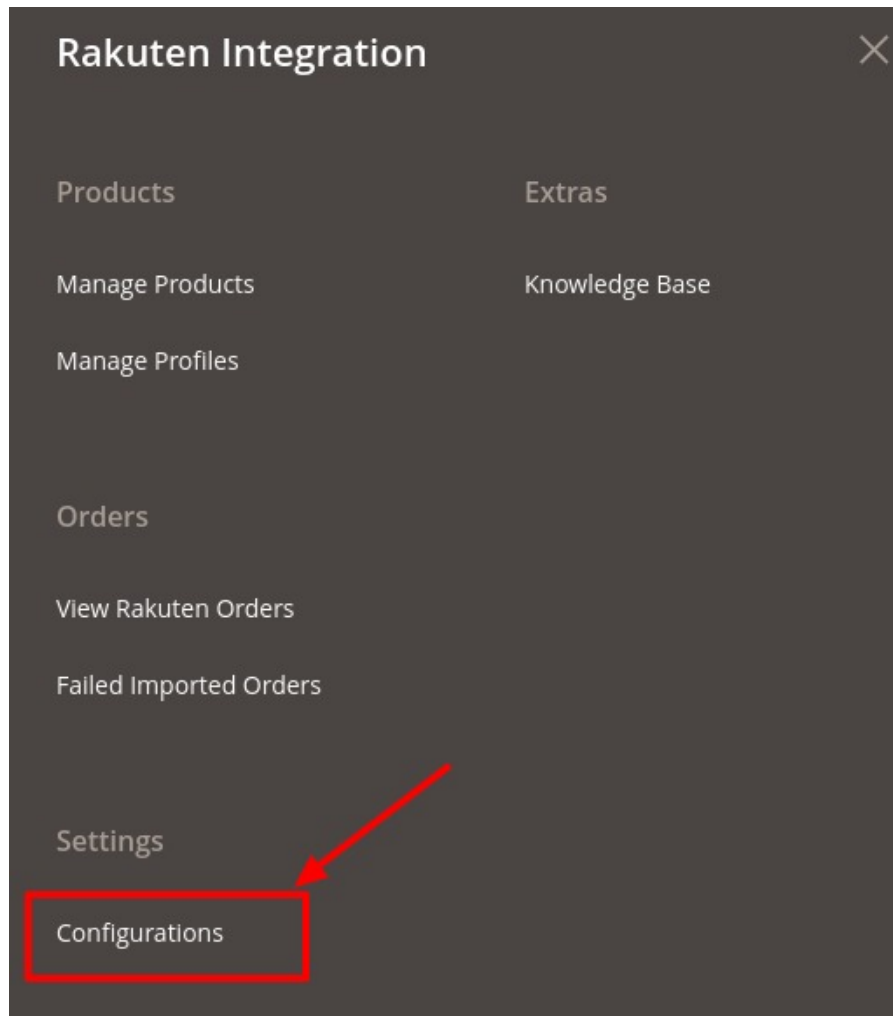 Rakuten Integration
Products
Manage Products
Manage Profiles
Extras
Knowledge Base
Orders
View Rakuten Orders
Failed Imported Orders
Settings
Configurations